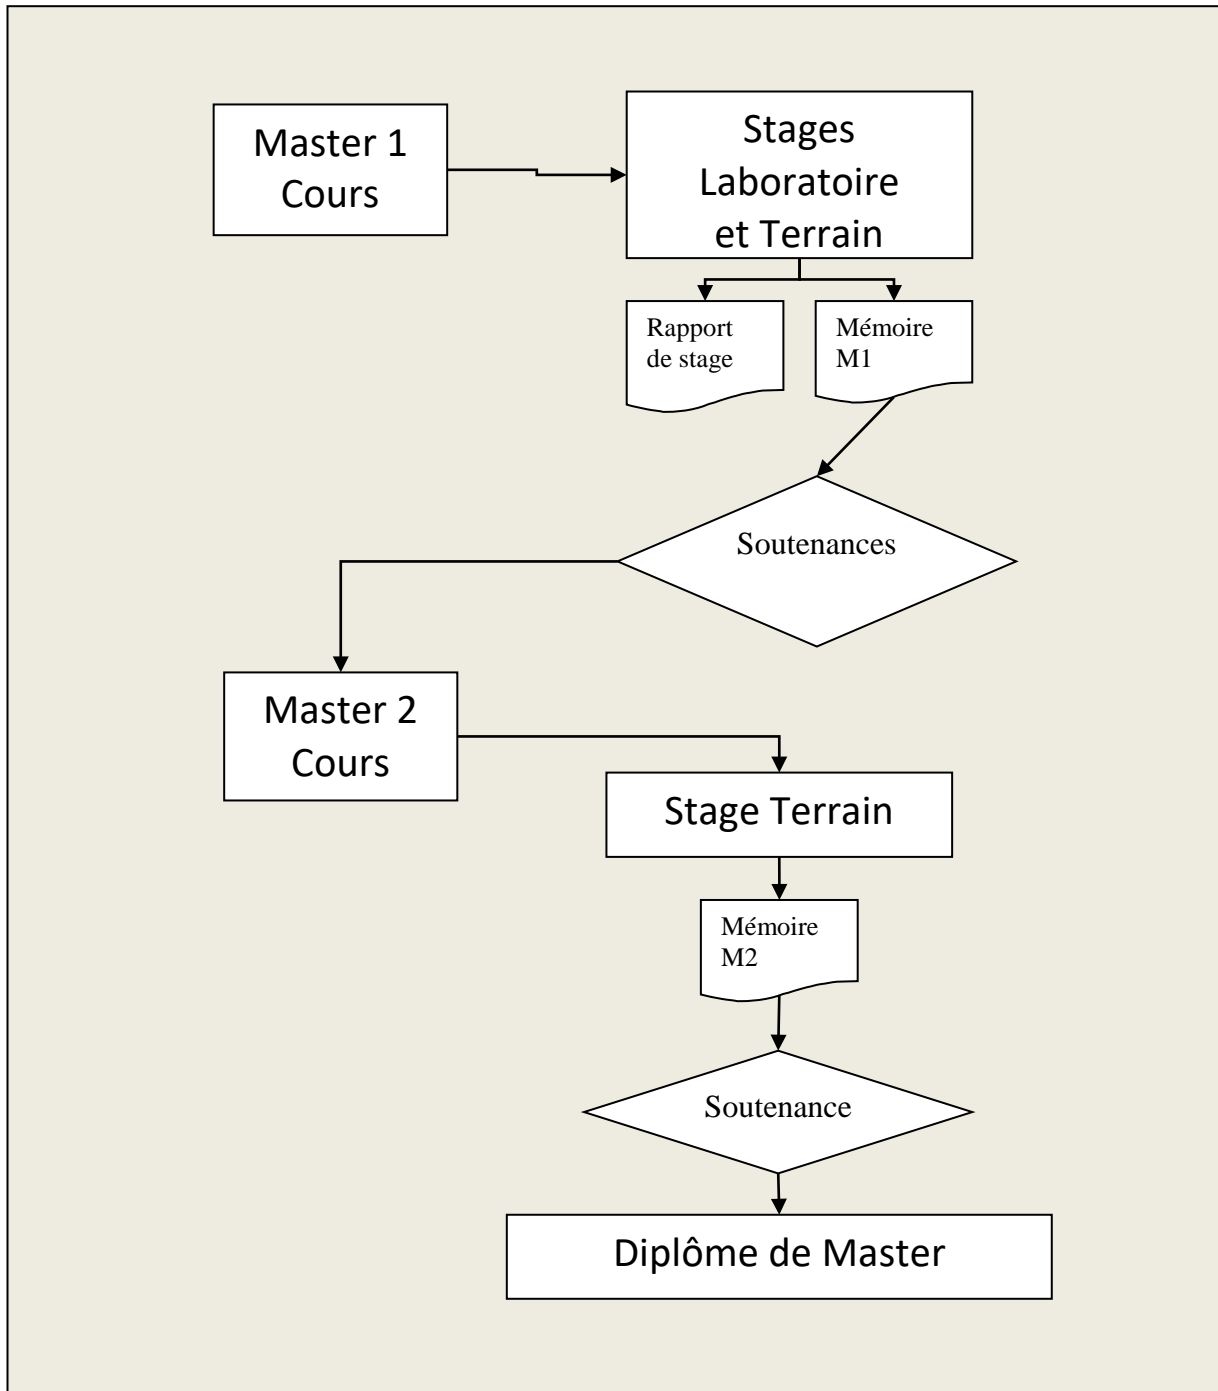 Master 1
Cours
Stages
Laboratoire
et Terrain
Rapport
de stage
Mémoire
M1
Soutenances
Master 2
Cours
Stage Terrain
Mémoire
M2
Soutenance
Diplôme de Master